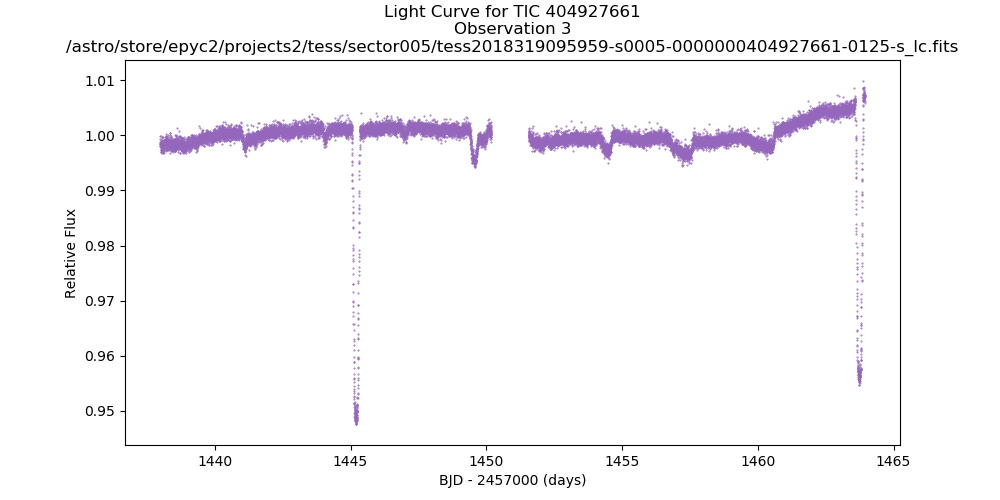 Light Curve for TIC 404927661
Observation 3
/astro/store/epyc2/projects2/tess/sector005/tess2018319095959-s0005-0000000404927661-0125-s_lc.fits
1.01
1.00
0.99
0.98
0.97
0.96
0.95
Relative Flux
1440
1445
1450
1455
1460
1465
BJD - 2457000 (days)